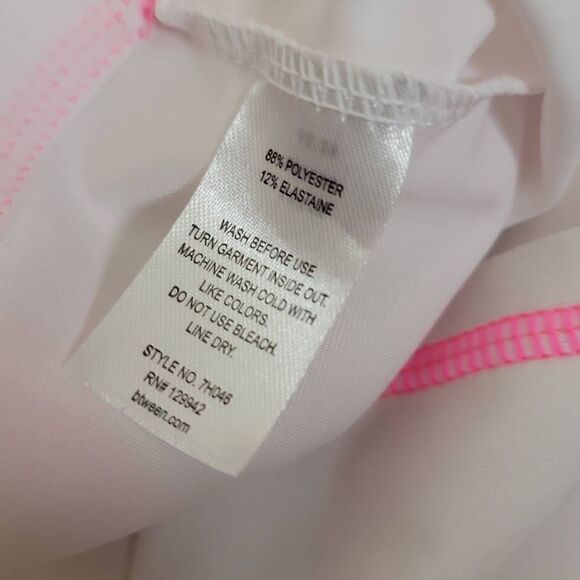 88% POLYESTER
12% ELASTAINE
WASH BEFORE USE.
TURN GARMENT INSIDE OUT.
MACHINE WASH COLD WITH
LIKE COLORS.
DO NOT USE BLEACH.
LINE DRY.
STYLE NO. 7H046
RN# 129942
btween.com